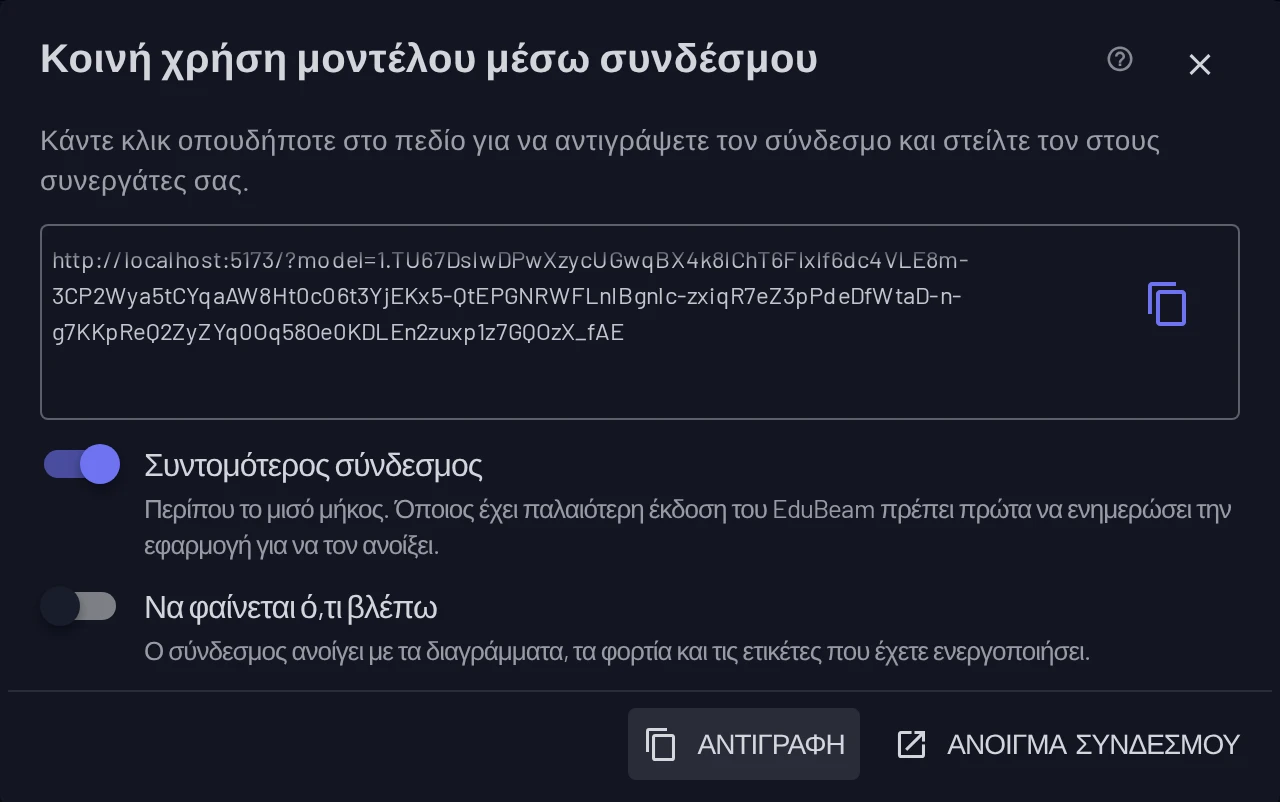 Κοινή χρήση μοντέλου μέσω συνδέσμου
Κάντε κλικ οπουδήποτε στο πεδίο για να αντιγράψετε τον σύνδεσμο και στείλτε τον στους
συνεργάτες σας.
http://localhost:5173/?model=1.TU67DsIwDPwXzycUGwqBX4k8IChT6FIxIf6dc4VLE8m-
3CP2Wya5tCYqaAW8Ht0c06t3YjEKx5-QtEPGNRWFLnIBgnIc-zxiqR7eZ3pPdeDfWtaD-n-
g7KKpReQ2ZyZYq0Oq58Oe0KDLEn2zuxp1z7GQOzX_fAE
Συντομότερος σύνδεσμος
Περίπου το μισό μήκος. Όποιος έχει παλαιότερη έκδοση του EduBeam πρέπει πρώτα να ενημερώσει την
εφαρμογή για να τον ανοίξει.
Να φαίνεται ό,τι βλέπω
Ο σύνδεσμος ανοίγει με τα διαγράμματα, τα φορτία και τις ετικέτες που έχετε ενεργοποιήσει.
ΑΝΤΙΓΡΑΦΗ ΑΝΟΙΓΜΑ ΣΥΝΔΕΣΜΟΥ